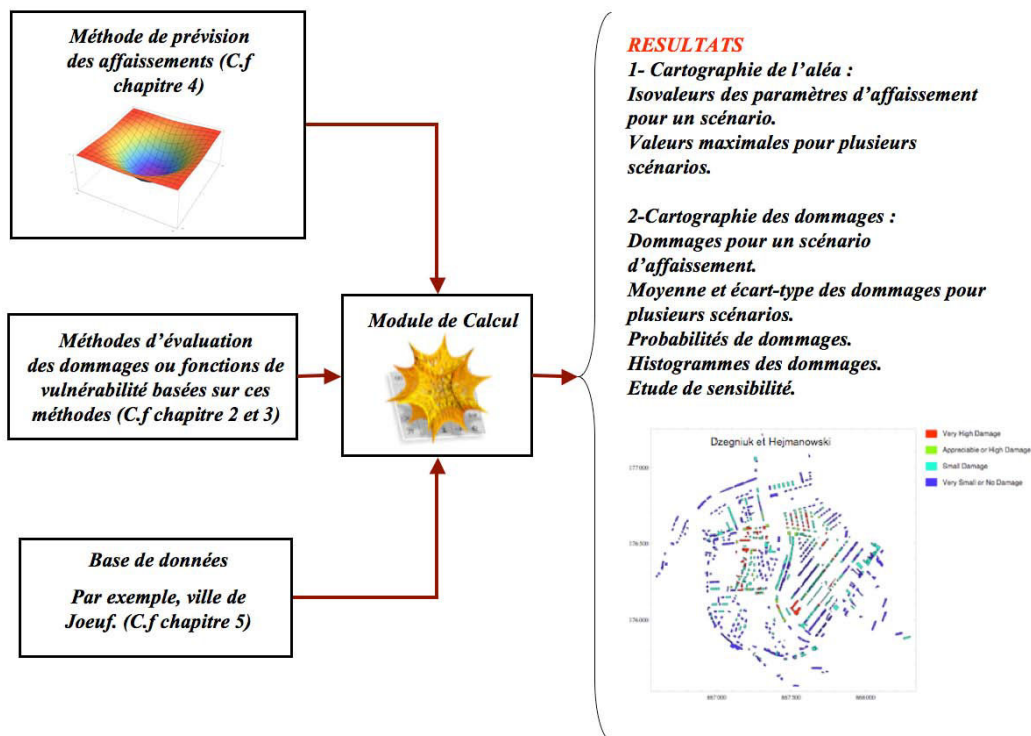 Méthode de prévision
des affaissements (C.f
chapitre 4)
Méthodes d'évaluation
des dommages ou fonctions de
vulnérabilité basées sur ces
méthodes (C.f chapitre 2 et 3)
Base de données
Par exemple, ville de
Joeuf. (C.f chapitre 5)
Module de Calcul
RESULTATS
1- Cartographie de l'aléa :
Isovaleurs des paramètres d'affaissement
pour un scénario.
Valeurs maximales pour plusieurs
scénarios.
2-Cartographie des dommages :
Dommages pour un scénario
d'affaissement.
Moyenne et écart-type des dommages pour
plusieurs scénarios.
Probabilités de dommages.
Histogrammes des dommages.
Etude de sensibilité.
Dzegniuk et Hejmanowski
Very High Damage
Appreciable or High Damage
Small Damage
Very Small or No Damage